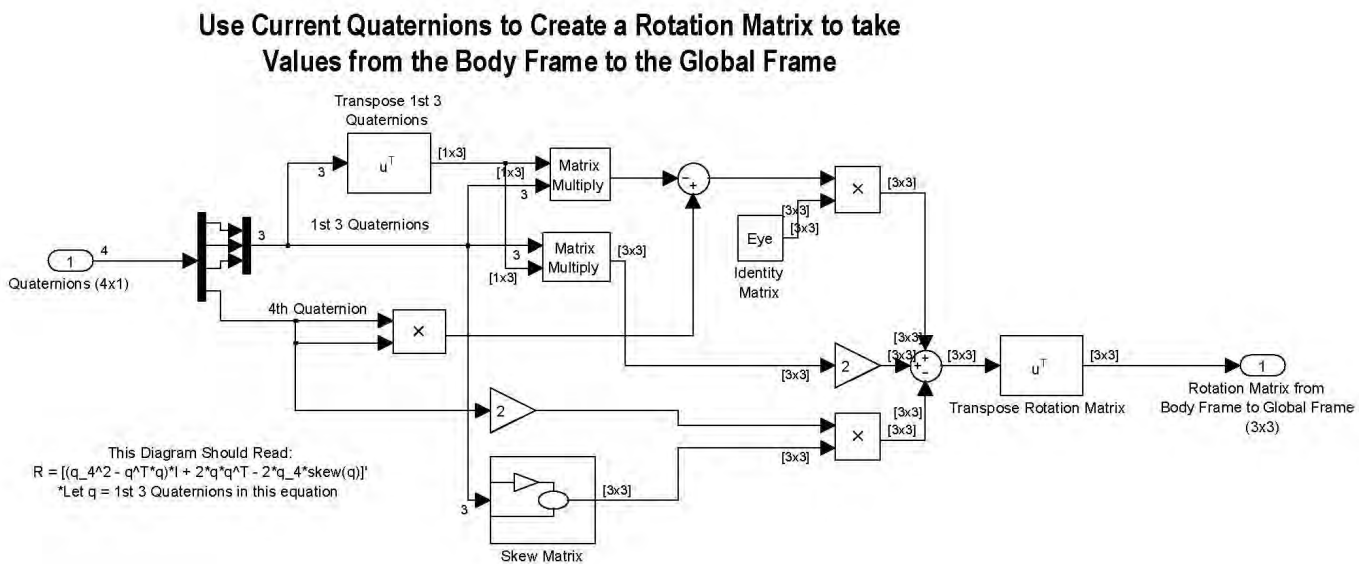 Use Current Quaternions to Create a Rotation Matrix to take
Values from the Body Frame to the Global Frame
Transpose 1st 3
Quaternions
3
u^T
[1x3]
[1x3]
3
Matrix
Multiply
- +
×
[3x3]
[3x3]
[3x3]
Eye
Identity
Matrix
1
4
Quaternions (4x1)
3
1st 3 Quaternions
3
[1x3]
Matrix
Multiply
[3x3]
4th Quaternion
×
[3x3]
2
[3x3]
[3x3]
+
+
-
[3x3]
u^T
[3x3]
Transpose Rotation Matrix
1
Rotation Matrix from
Body Frame to Global Frame
(3x3)
2
×
[3x3]
[3x3]
[3x3]
This Diagram Should Read:
R = [(q_4^2 - q^T*q)*I + 2*q*q^T - 2*q_4*skew(q)]'
*Let q = 1st 3 Quaternions in this equation
3
[3x3]
Skew Matrix